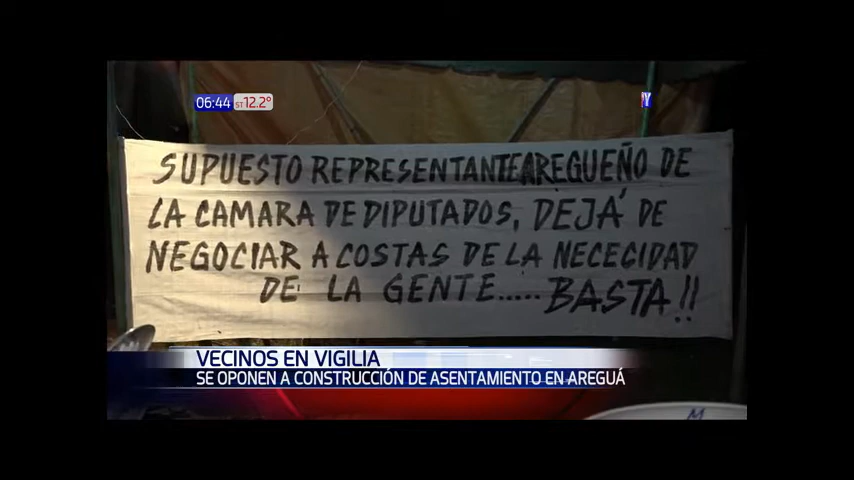 06:44 ST 12.2°
Y
SUPUESTO REPRESENTANTE AREGUEÑO DE
LA CAMARA DE DIPUTADOS, DEJÁ DE
NEGOCIAR A COSTAS DE LA NECECIDAD
DE LA GENTE..... BASTA!!
VECINOS EN VIGILIA
SE OPONEN A CONSTRUCCIÓN DE ASENTAMIENTO EN AREGUÁ
M